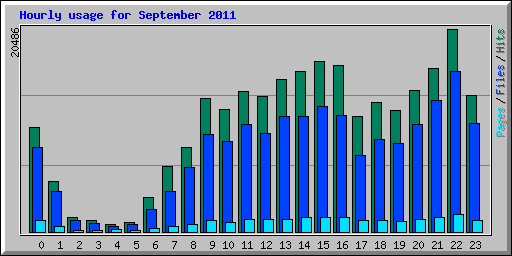 Hourly usage for September 2011
20486
Pages/Files/Hits
0 1 2 3 4 5 6 7 8 9 10 11 12 13 14 15 16 17 18 19 20 21 22 23